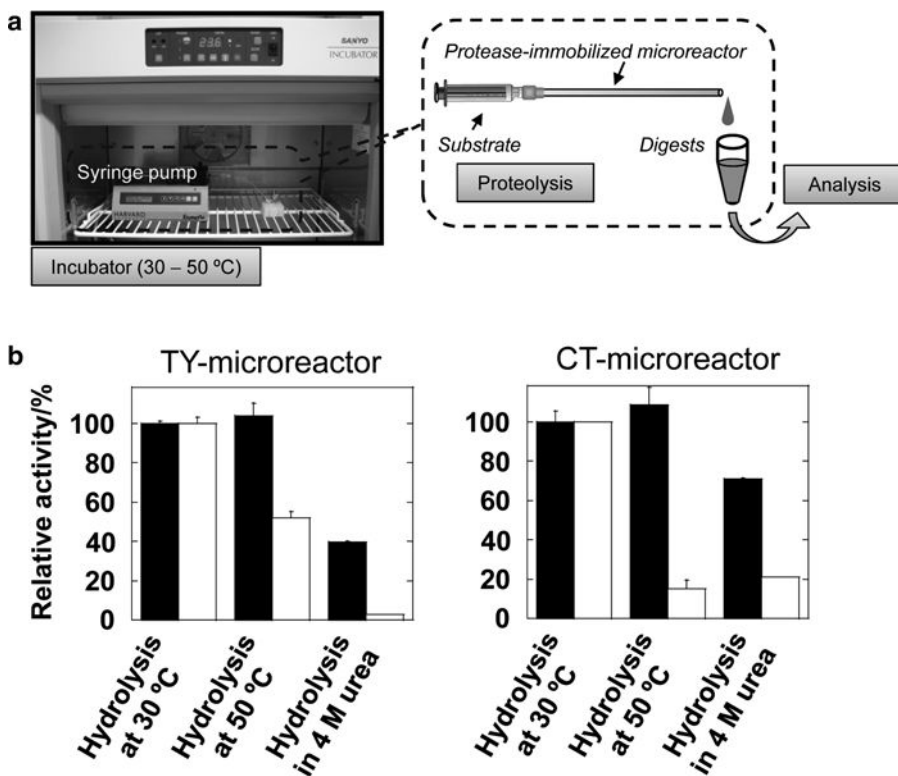 a
SANYO
INCUBATOR
23.6
Syringe pump
HARVARD
Incubator (30 – 50 ºC)
Protease-immobilized microreactor
Substrate
Digests
Proteolysis
Analysis
b
TY-microreactor
Relative activity/%
100
80
60
40
20
0
Hydrolysis
at 30 ºC
Hydrolysis
at 50 ºC
Hydrolysis
in 4 M urea
CT-microreactor
100
80
60
40
20
0
Hydrolysis
at 30 ºC
Hydrolysis
at 50 ºC
Hydrolysis
in 4 M urea